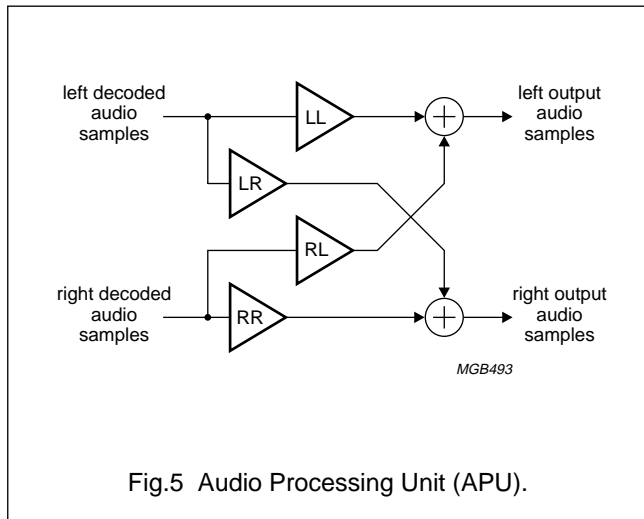 left decoded
audio
samples
LL
left output
audio
samples
LR
RL
right decoded
audio
samples
RR
right output
audio
samples
MGB493
Fig.5 Audio Processing Unit (APU).